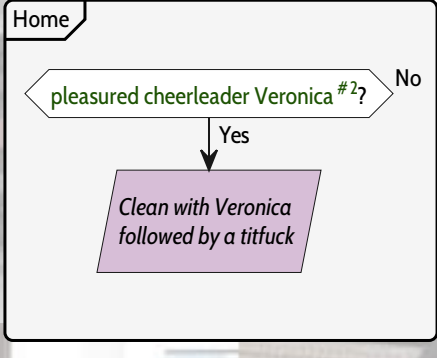 Home
pleasured cheerleader Veronica #2?
No
Yes
Clean with Veronica
followed by a titfuck